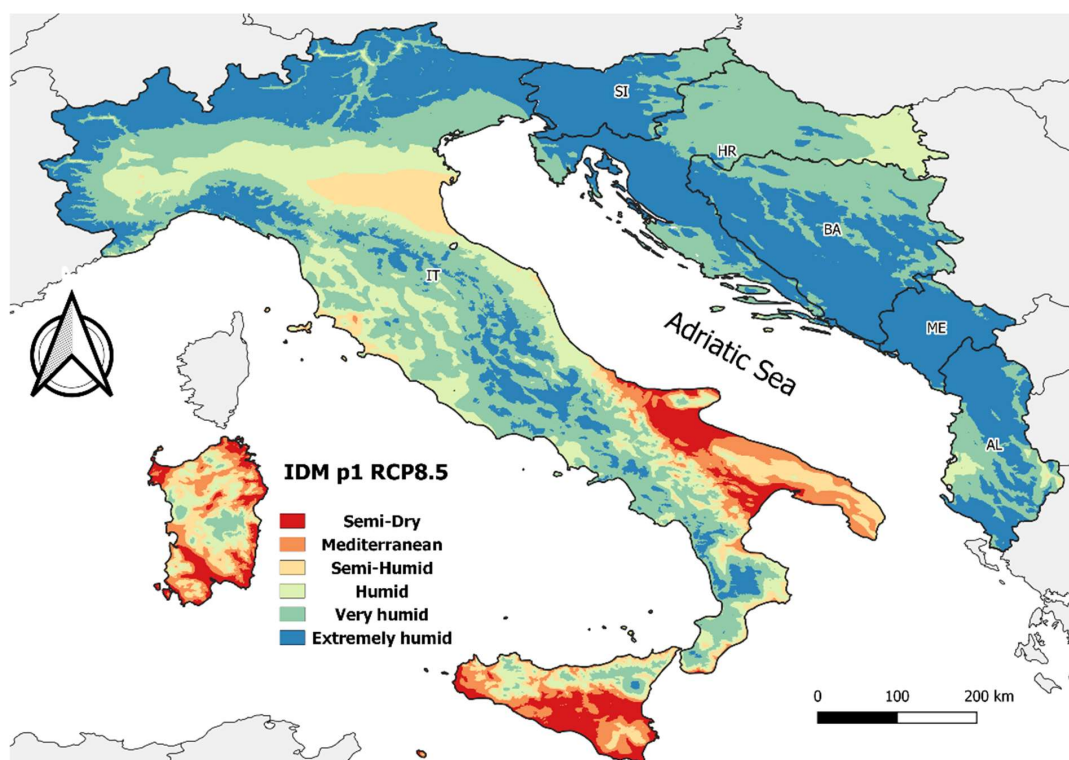 SI
HR
BA
IT
ME
Adriatic Sea
AL
IDM p1 RCP8.5
Semi-Dry
Mediterranean
Semi-Humid
Humid
Very humid
Extremely humid
0 100 200 km